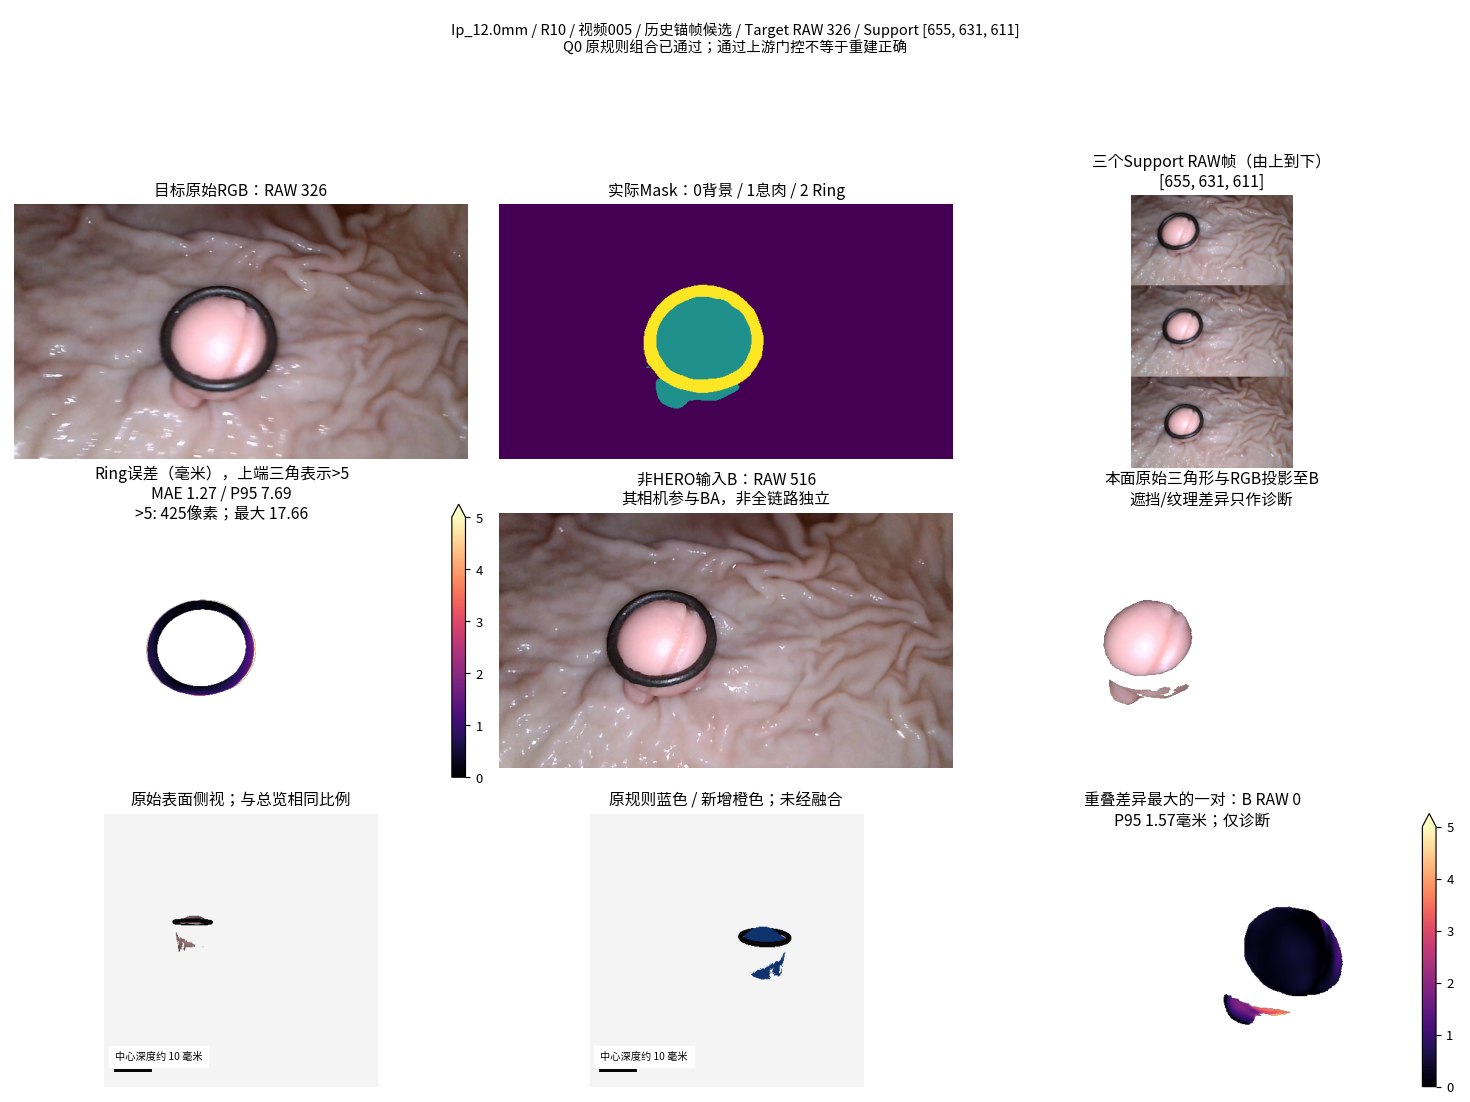 Ip_12.0mm / R10 / 视频005 / 历史锚帧候选 / Target RAW 326 / Support [655, 631, 611]
Q0 原规则组合已通过；通过上游门控不等于重建正确
目标原始RGB：RAW 326
实际Mask：0背景 / 1息肉 / 2 Ring
三个Support RAW帧（由上到下）
[655, 631, 611]
Ring误差（毫米），上端三角表示>5
MAE 1.27 / P95 7.69
>5: 425像素；最大 17.66
5
4
3
2
1
0
非HERO输入B：RAW 516
其相机参与BA，非全链路独立
本面原始三角形与RGB投影至B
遮挡/纹理差异只作诊断
原始表面侧视；与总览相同比例
中心深度约 10 毫米
原规则蓝色 / 新增橙色；未经融合
中心深度约 10 毫米
重叠差异最大的一对：B RAW 0
P95 1.57毫米；仅诊断
5
4
3
2
1
0